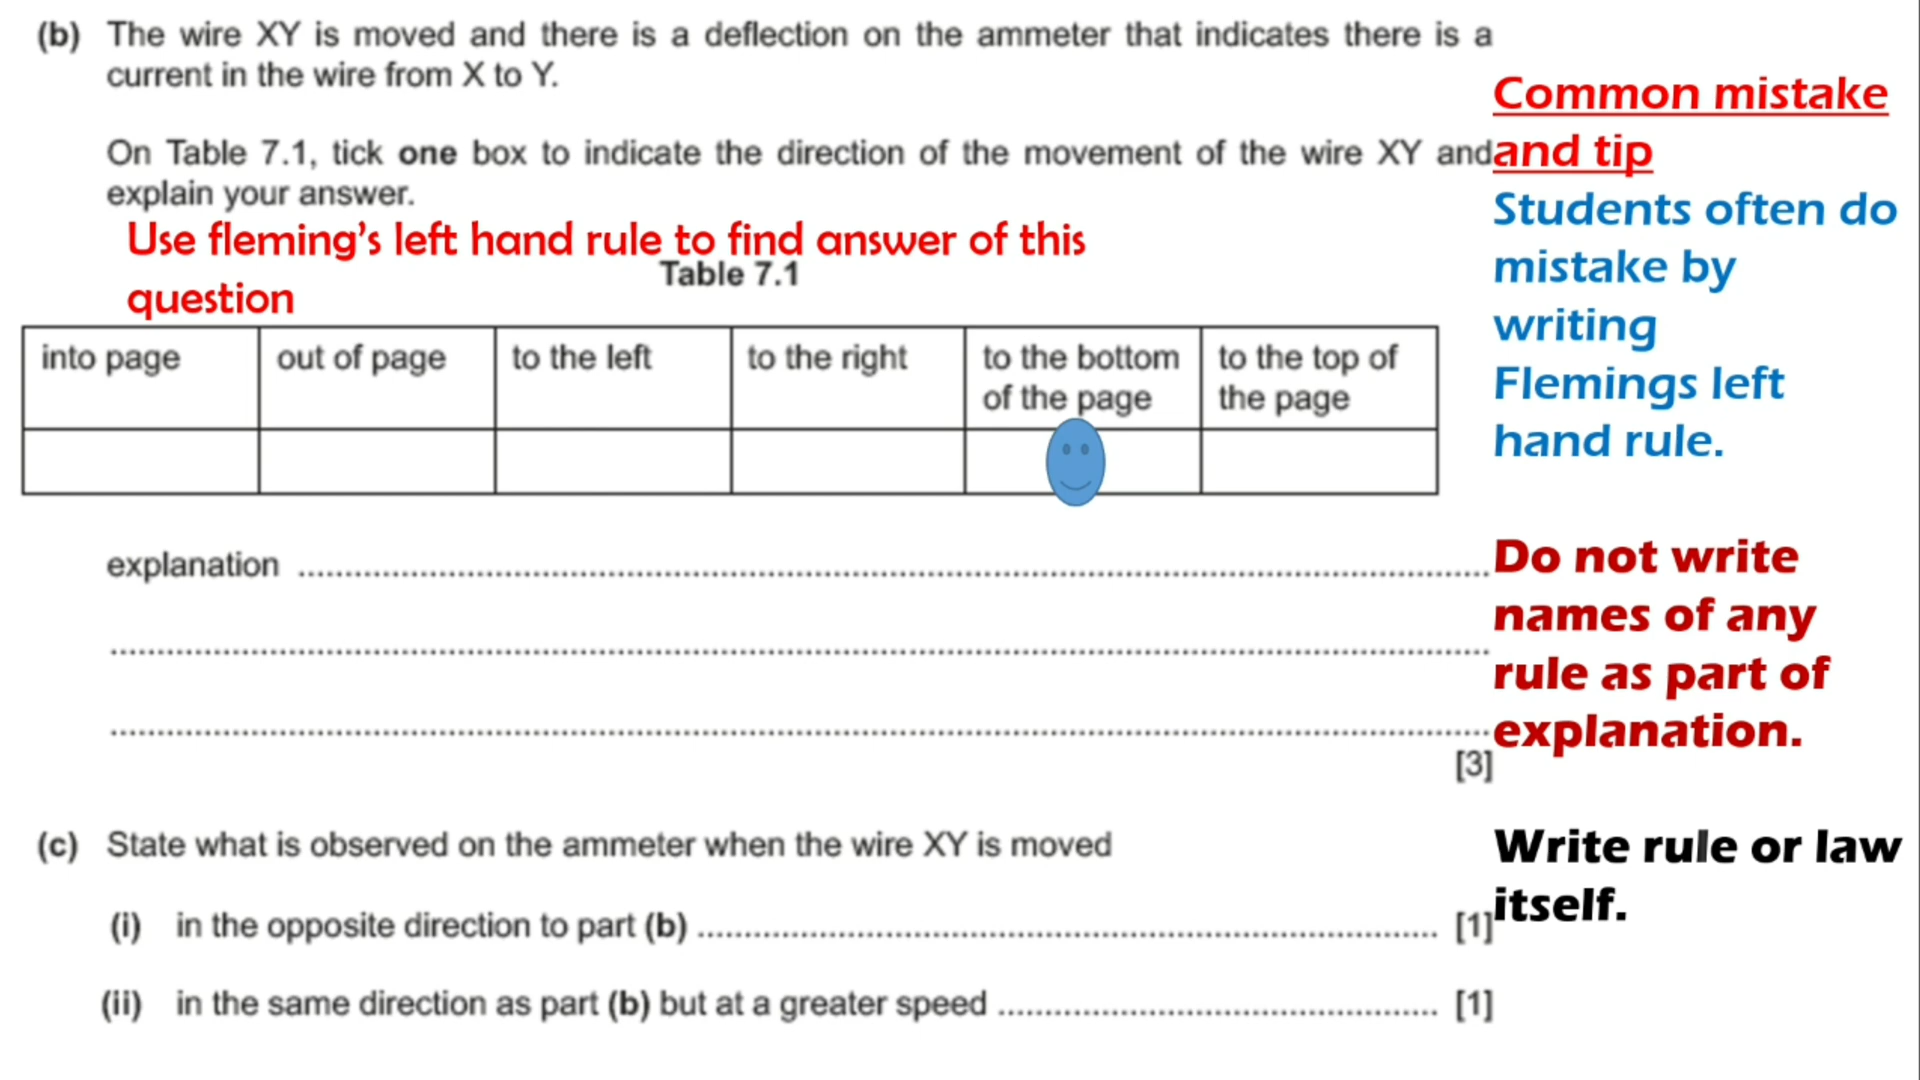 (b) The wire XY is moved and there is a deflection on the ammeter that indicates there is a
current in the wire from X to Y.
On Table 7.1, tick one box to indicate the direction of the movement of the wire XY and
explain your answer.
Use fleming's left hand rule to find answer of this
question
Table 7.1
into page
out of page
to the left
to the right
to the bottom
of the page
to the top of
the page
explanation ........................................................................
........................................................................
........................................................................
[3]
(c) State what is observed on the ammeter when the wire XY is moved
(i) in the opposite direction to part (b) ........................................ [1]
(ii) in the same direction as part (b) but at a greater speed ........................................ [1]
Common mistake
and tip
Students often do
mistake by
writing
Flemings left
hand rule.
Do not write
names of any
rule as part of
explanation.
Write rule or law
itself.